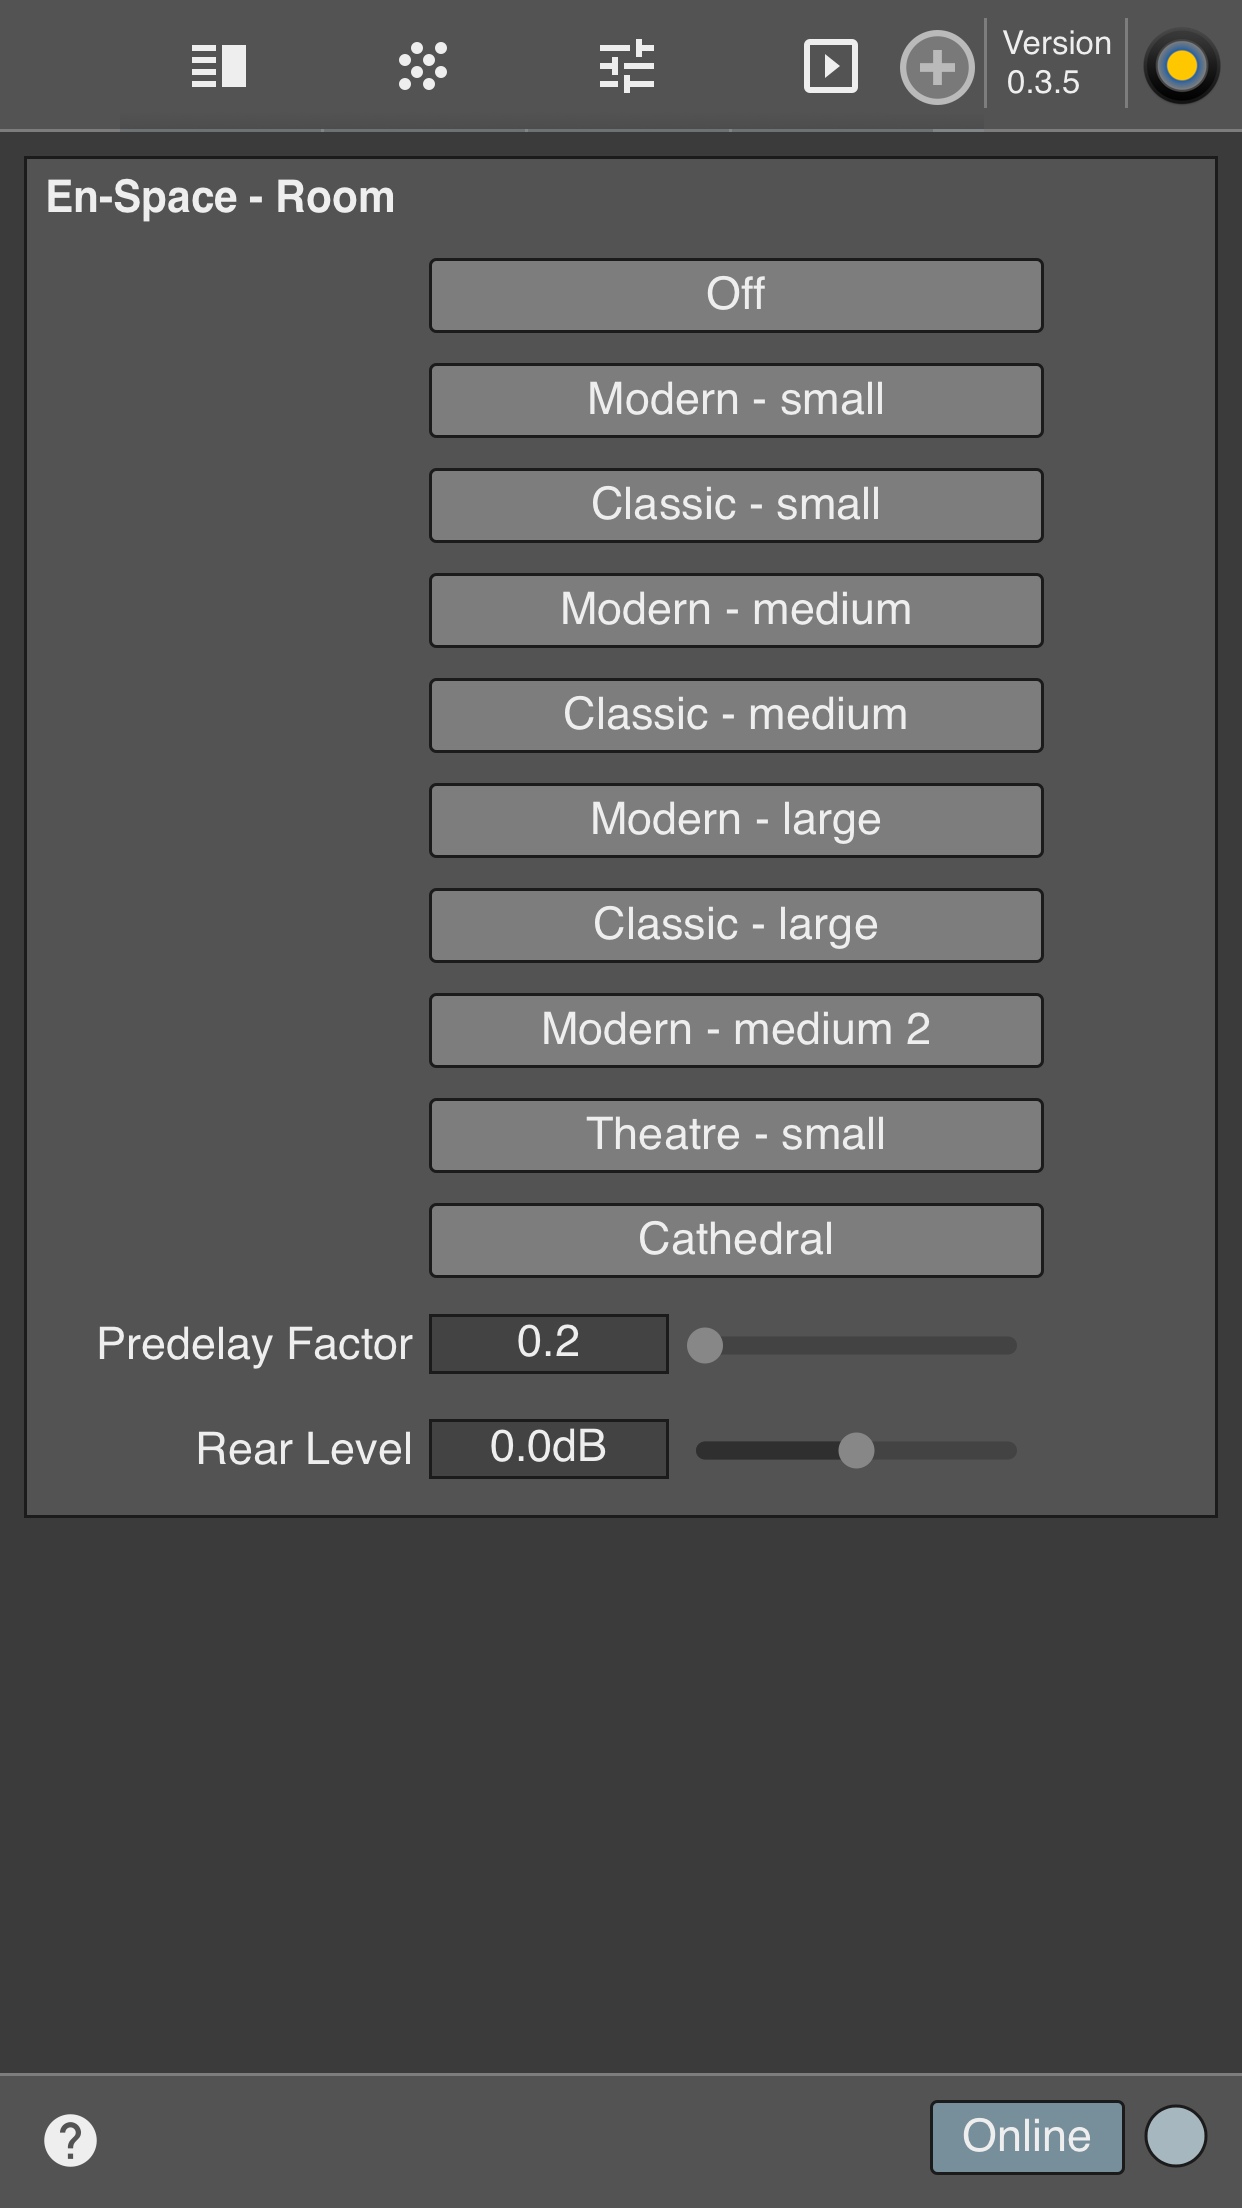 Version
0.3.5
En-Space - Room
Off
Modern - small
Classic - small
Modern - medium
Classic - medium
Modern - large
Classic - large
Modern - medium 2
Theatre - small
Cathedral
Predelay Factor 0.2
Rear Level 0.0dB
Online